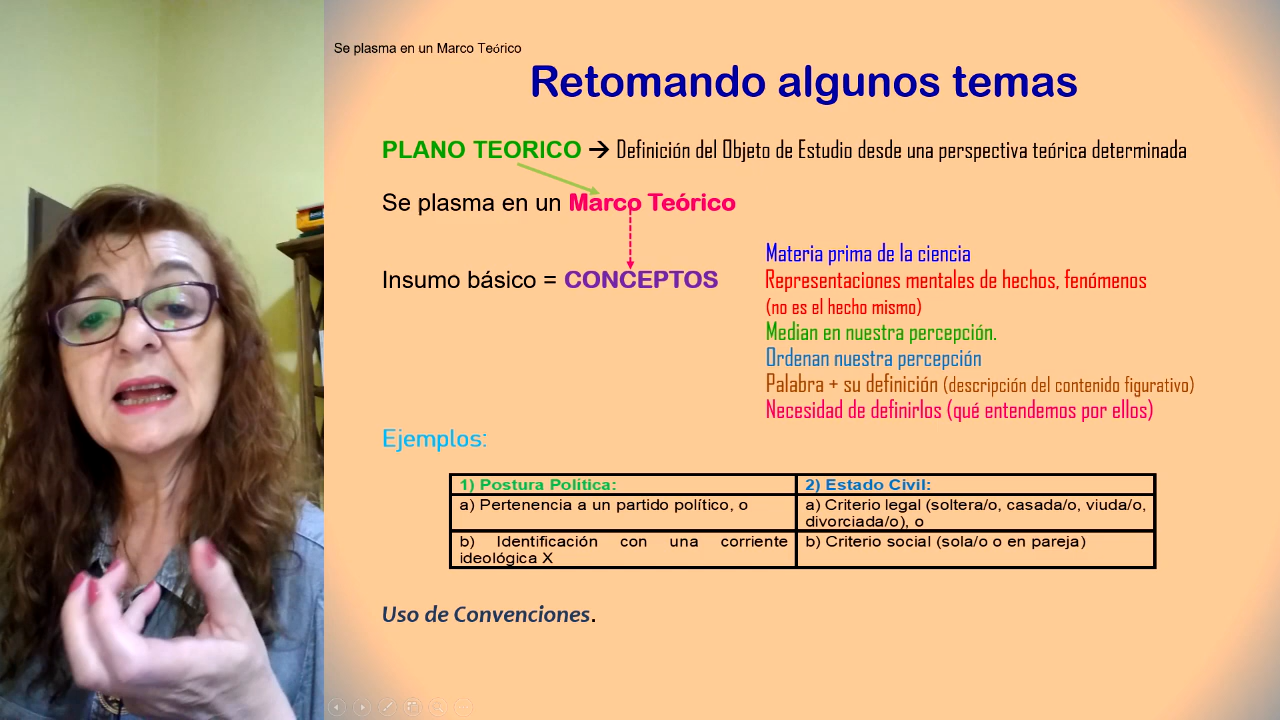 Se plasma en un Marco Teórico
Retomando algunos temas
PLANO TEORICO → Definición del Objeto de Estudio desde una perspectiva teórica determinada
Se plasma en un Marco Teórico
Insumo básico = CONCEPTOS
Materia prima de la ciencia
Representaciones mentales de hechos, fenómenos
(no es el hecho mismo)
Median en nuestra percepción.
Ordenan nuestra percepción
Palabra + su definición (descripción del contenido figurativo)
Necesidad de definirlos (qué entendemos por ellos)
Ejemplos:
1) Postura Política:
2) Estado Civil:
a) Pertenencia a un partido político, o
a) Criterio legal (soltera/o, casada/o, viuda/o,
divorciada/o), o
b) Identificación con una corriente
ideológica X
b) Criterio social (sola/o o en pareja)
Uso de Convenciones.